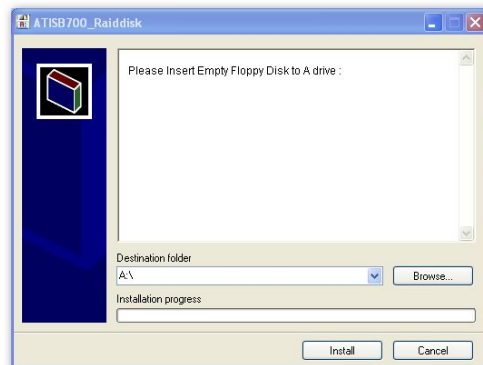 ATISB700_Raiddisk
Please Insert Empty Floppy Disk to A drive :
Destination folder
A:\
Browse...
Installation progress
Install
Cancel